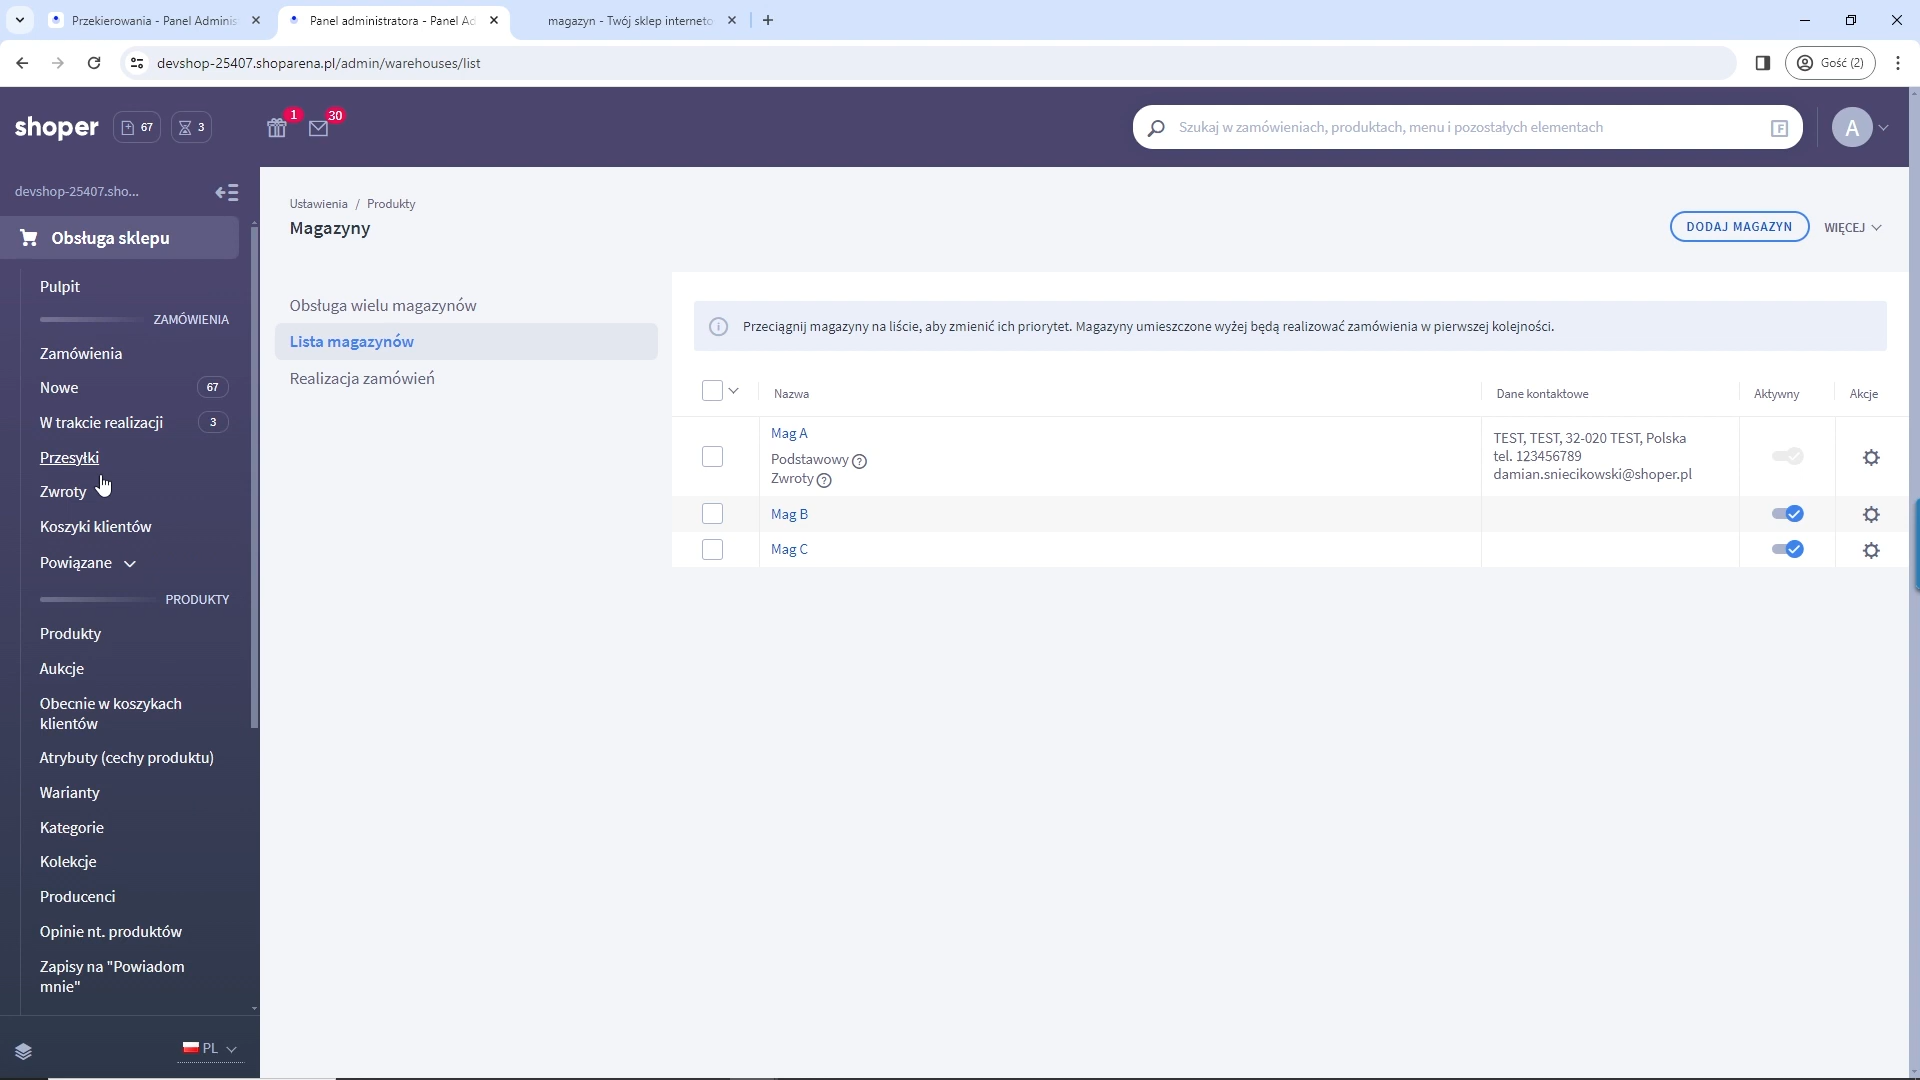 Przekierowania - Panel Adminis
Panel administratora - Panel Ad
magazyn - Twój sklep interneto
devshop-25407.shoparena.pl/admin/warehouses/list
Gość (2)
shoper
67
3
1
30
Szukaj w zamówieniach, produktach, menu i pozostałych elementach
F
A
devshop-25407.sho...
Obsługa sklepu
Pulpit
ZAMÓWIENIA
Zamówienia
Nowe 67
W trakcie realizacji 3
Przesyłki
Zwroty
Koszyki klientów
Powiązane
PRODUKTY
Produkty
Aukcje
Obecnie w koszykach
klientów
Atrybuty (cechy produktu)
Warianty
Kategorie
Kolekcje
Producenci
Opinie nt. produktów
Zapisy na "Powiadom
mnie"
PL
Ustawienia / Produkty
Magazyny
DODAJ MAGAZYN
WIĘCEJ
Obsługa wielu magazynów
Lista magazynów
Realizacja zamówień
Przeciągnij magazyny na liście, aby zmienić ich priorytet. Magazyny umieszczone wyżej będą realizować zamówienia w pierwszej kolejności.
Nazwa Dane kontaktowe Aktywny Akcje
Mag A
Podstawowy ?
Zwroty ?
TEST, TEST, 32-020 TEST, Polska
tel. 123456789
damian.sniecikowski@shoper.pl
Mag B
Mag C